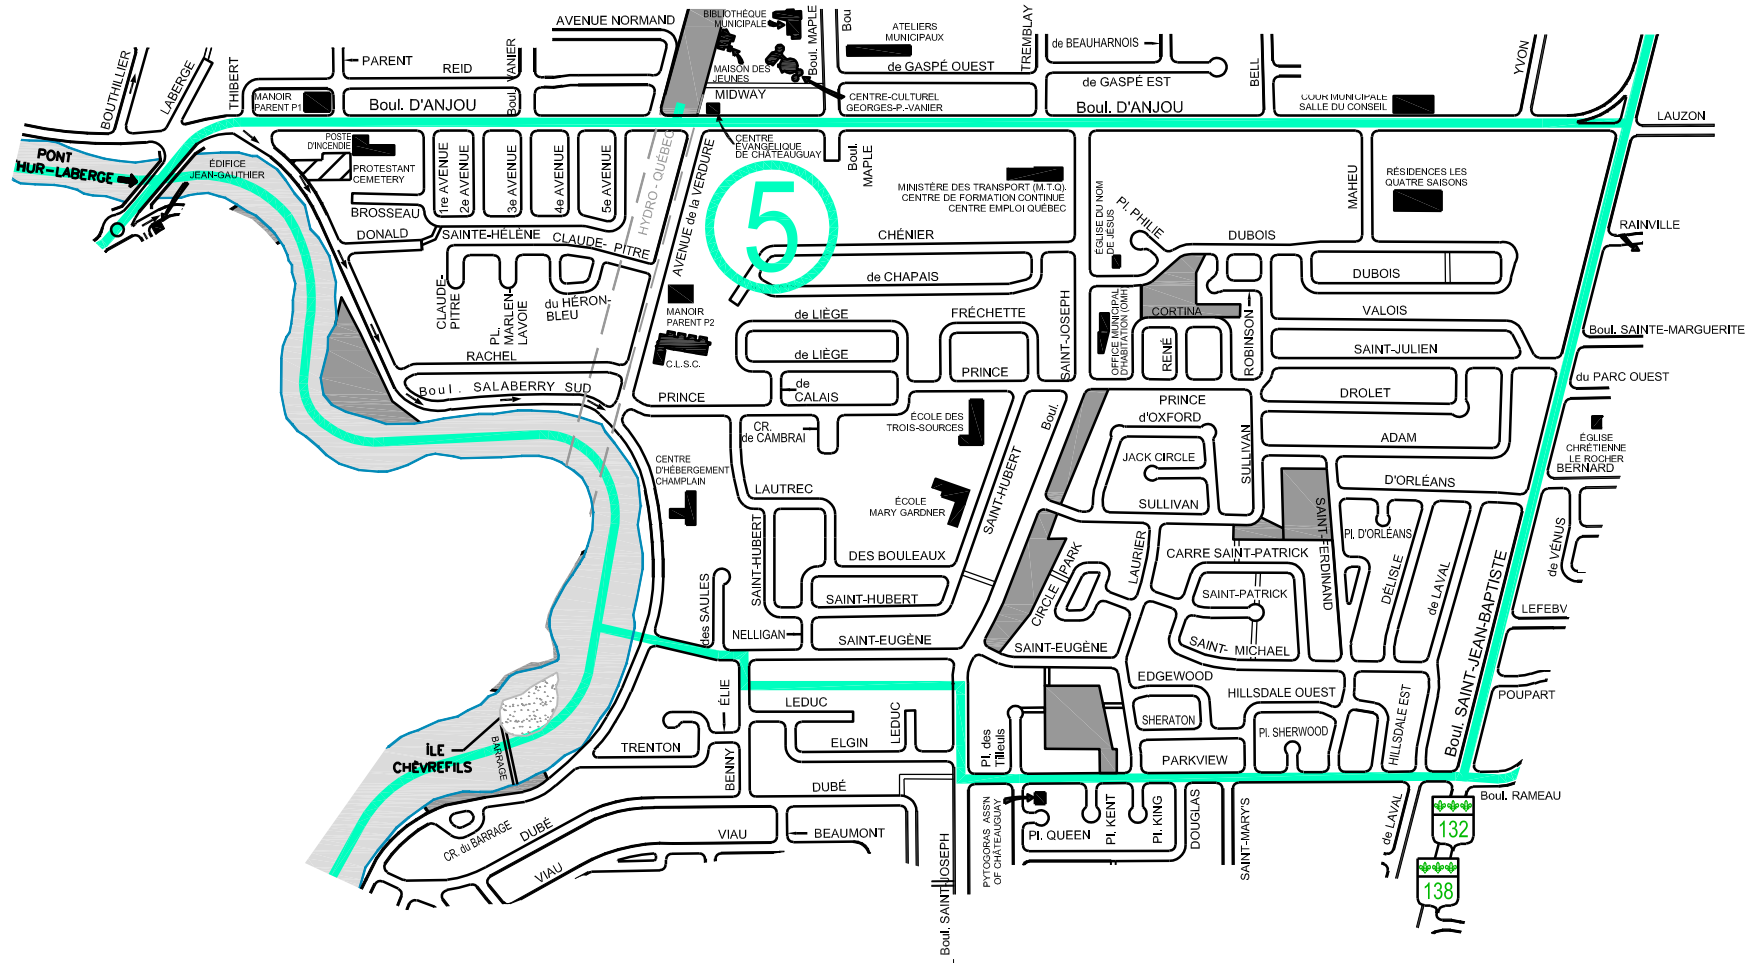 AVENUE NORMAND
BIBLIOTHÈQUE
MUNICIPALE
Boul. MAPLE
Bou
ATELIERS
MUNICIPAUX
TREMBLAY
de BEAUHARNOIS
YVON
BOUTHILLIER
LABERGE
THIBERT
PARENT
REID
Boul. VANIER
MAISON DES
JEUNES
de GASPÉ OUEST
de GASPÉ EST
BELL
MANOIR
PARENT P1
Boul. D'ANJOU
MIDWAY
CENTRE-CULTUREL
GEORGES-P.-VANIER
Boul. D'ANJOU
COUR MUNICIPALE
SALLE DU CONSEIL
LAUZON
PONT
HUR-LABERGE
ÉDIFICE
JEAN-GAUTHIER
POSTE
D'INCENDIE
PROTESTANT
CEMETERY
1re AVENUE
2e AVENUE
3e AVENUE
4e AVENUE
5e AVENUE
HYDRO-QUÉBEC
AVENUE de la VERDURE
CENTRE
ÉVANGÉLIQUE
DE CHÂTEAUGUAY
Boul.
MAPLE
5
MINISTÈRE DES TRANSPORT (M.T.Q).
CENTRE DE FORMATION CONTINUE
CENTRE EMPLOI QUÉBEC
MAHEU
RÉSIDENCES LES
QUATRE SAISONS
BROSSEAU
DONALD
SAINTE-HÉLÈNE
CLAUDE- PITRE
CHÉNIER
ÉGLISE DU NOM
DE JÉSUS
Pl. PHILIE
DUBOIS
RAINVILLE
de CHAPAIS
DUBOIS
CLAUDE-
PITRE
PL.
MARLEN-
LAVOIE
du HÉRON-
BLEU
MANOIR
PARENT P2
de LIÈGE
FRÉCHETTE
SAINT-JOSEPH
OFFICE MUNICIPAL
D'HABITATION (OMH)
CORTINA
RENÉ
ROBINSON
VALOIS
Boul. SAINTE-MARGUERITE
RACHEL
C.L.S.C.
de LIÈGE
PRINCE
SAINT-JULIEN
du PARC OUEST
Boul. SALABERRY SUD
PRINCE
de
CALAIS
PRINCE
DROLET
CR.
de CAMBRAI
ÉCOLE DES
TROIS-SOURCES
Boul.
d'OXFORD
SULLIVAN
ADAM
ÉGLISE
CHRÉTIENNE
LE ROCHER
BERNARD
CENTRE
D'HÉBERGEMENT
CHAMPLAIN
JACK CIRCLE
LAUTREC
ÉCOLE
MARY GARDNER
SAINT-HUBERT
SULLIVAN
D'ORLÉANS
SAINT-HUBERT
DES BOULEAUX
CIRCLE PARK
LAURIER
CARRE SAINT-PATRICK
SAINT-FERDINAND
Pl. D'ORLÉANS
DÉLISLE
de LAVAL
Boul. SAINT-JEAN-BAPTISTE
de VÉNUS
des SAULES
SAINT-HUBERT
SAINT-PATRICK
LEFEBV
NELLIGAN
SAINT-EUGÈNE
SAINT-EUGÈNE
SAINT- MICHAEL
EDGEWOOD
HILLSDALE OUEST
HILLSDALE EST
POUPART
ÉLIE
LEDUC
LEDUC
SHERATON
Pl. SHERWOOD
ÎLE
CHÈVREFILS
BARRAGE
TRENTON
ELGIN
Pl. des
Tilleuls
PARKVIEW
BENNY
DUBÉ
Boul. RAMEAU
CR. du BARRAGE
DUBÉ
VIAU
BEAUMONT
PYTOGORAS ASS'N
OF CHÂTEAUGUAY
Pl. QUEEN
Pl. KENT
Pl. KING
DOUGLAS
SAINT-MARY'S
de LAVAL
132
VIAU
Boul. SAINT-JOSEPH
138